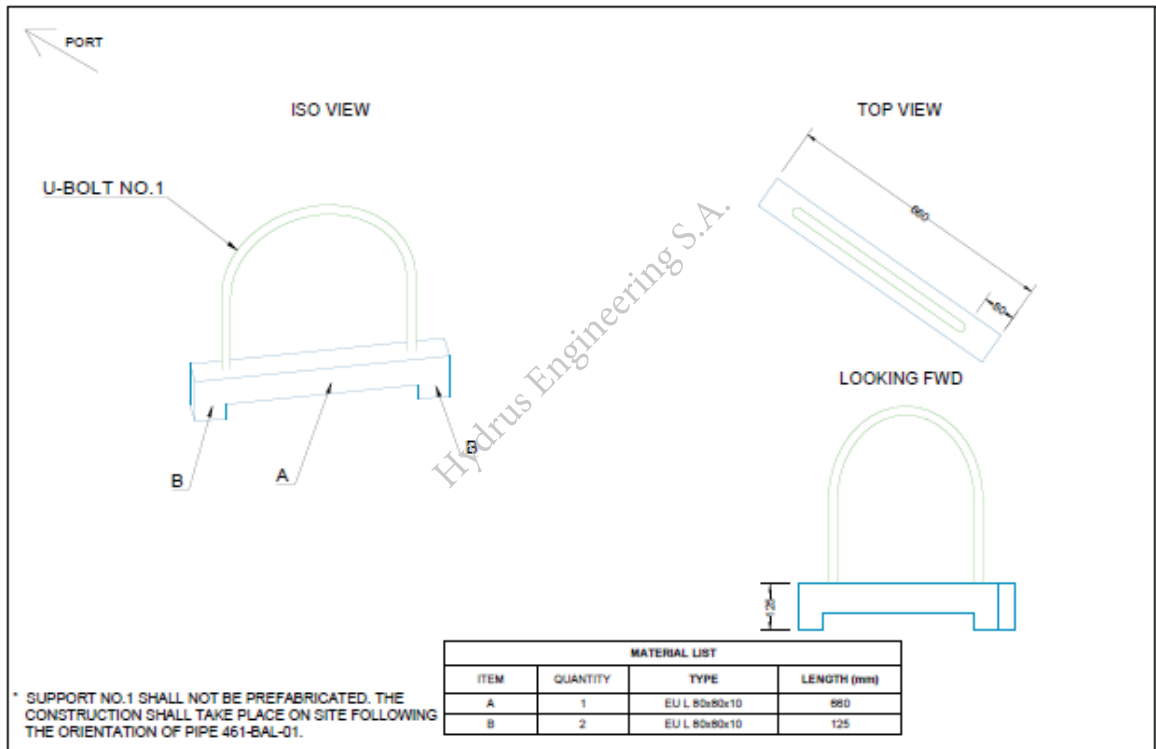 PORT
ISO VIEW
TOP VIEW
U-BOLT NO.1
660
80
LOOKING FWD
Hydrus Engineering S.A.
B
A
B
125
MATERIAL LIST
ITEM QUANTITY TYPE LENGTH (mm)
A 1 EU L 80x80x10 660
B 2 EU L 80x80x10 125
* SUPPORT NO.1 SHALL NOT BE PREFABRICATED. THE
CONSTRUCTION SHALL TAKE PLACE ON SITE FOLLOWING
THE ORIENTATION OF PIPE 461-BAL-01.